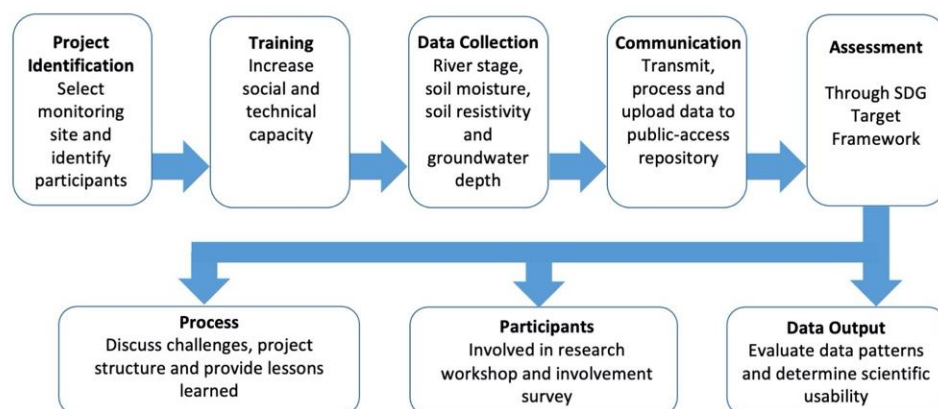 Project
Identification
Select
monitoring
site and
identify
participants
Training
Increase
social and
technical
capacity
Data Collection
River stage,
soil moisture,
soil resistivity
and
groundwater
depth
Communication
Transmit,
process and
upload data to
public-access
repository
Assessment
Through SDG
Target
Framework
Process
Discuss challenges, project
structure and provide lessons
learned
Participants
Involved in research
workshop and involvement
survey
Data Output
Evaluate data patterns
and determine scientific
usability